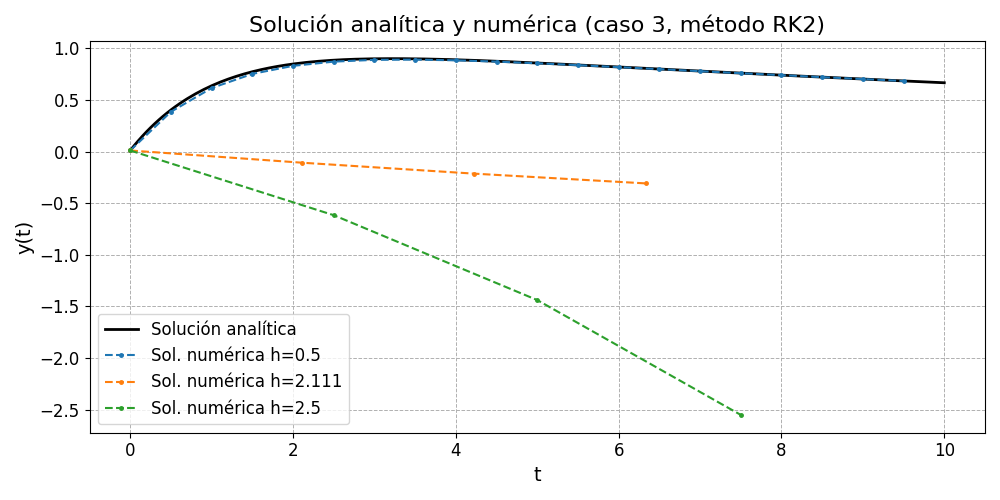 Solución analítica y numérica (caso 3, método RK2)
1.0
0.5
0.0
−0.5
−1.0
−1.5
−2.0
−2.5
y(t)
Solución analítica
Sol. numérica h=0.5
Sol. numérica h=2.111
Sol. numérica h=2.5
0 2 4 6 8 10
t